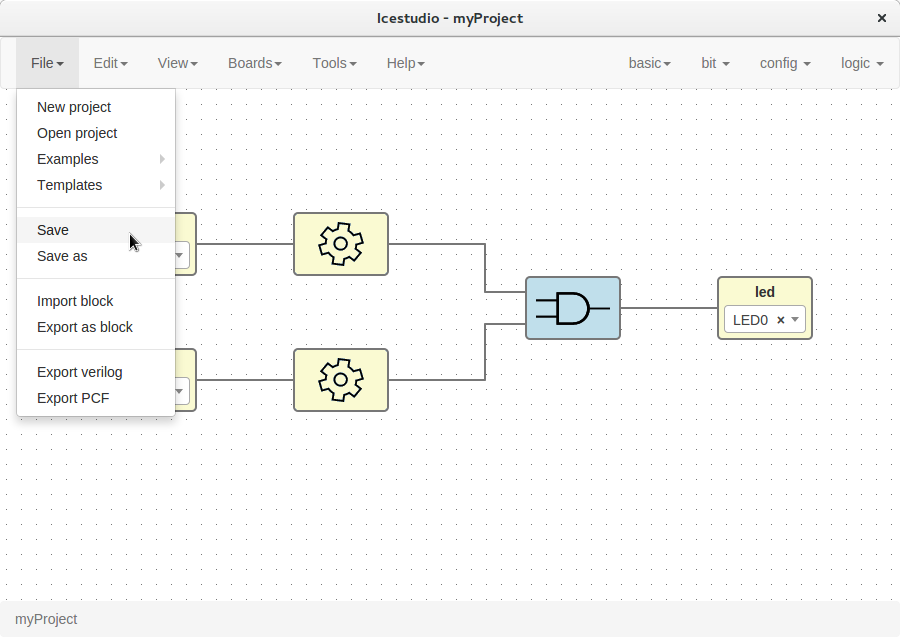 Icestudio - myProject
File Edit View Boards Tools Help basic bit config logic
New project
Open project
Examples
Templates
Save
Save as
Import block
Export as block
Export verilog
Export PCF
led
LED0
myProject